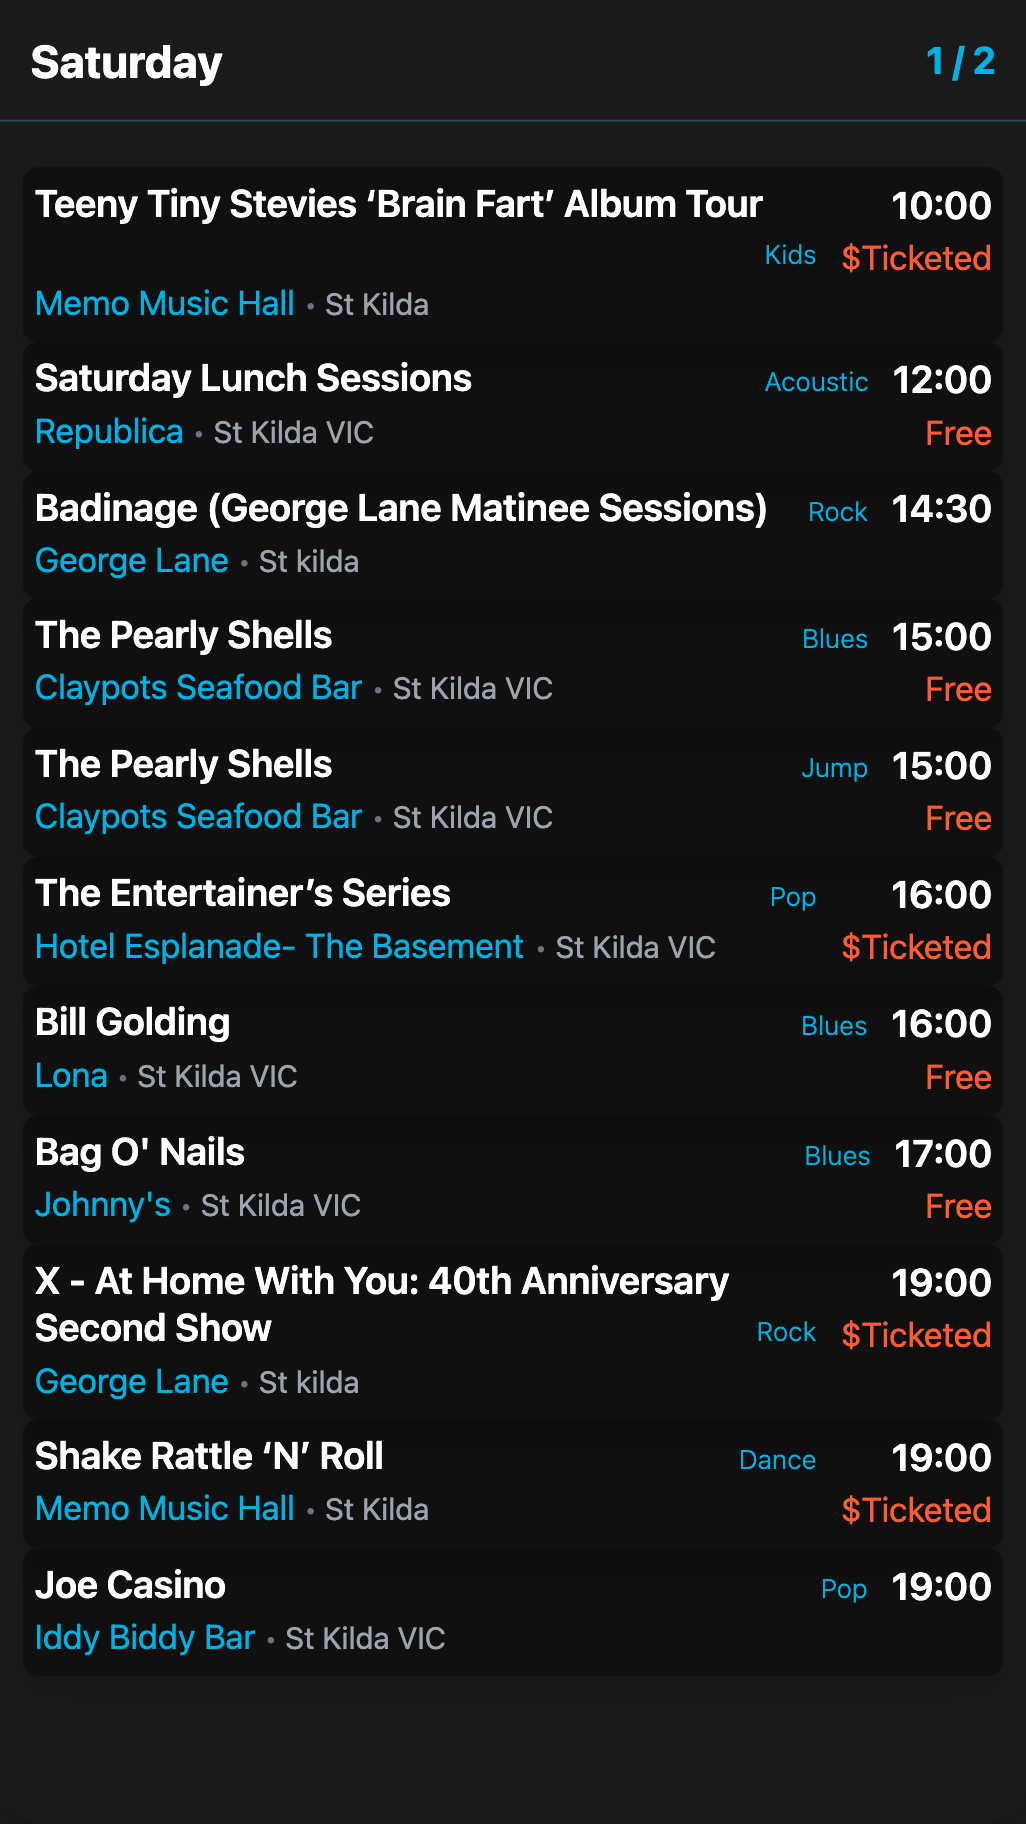 Saturday 1 / 2
Teeny Tiny Stevies ‘Brain Fart’ Album Tour 10:00
Kids $Ticketed
Memo Music Hall • St Kilda
Saturday Lunch Sessions Acoustic 12:00
Republica • St Kilda VIC Free
Badinage (George Lane Matinee Sessions) Rock 14:30
George Lane • St kilda
The Pearly Shells Blues 15:00
Claypots Seafood Bar • St Kilda VIC Free
The Pearly Shells Jump 15:00
Claypots Seafood Bar • St Kilda VIC Free
The Entertainer’s Series Pop 16:00
Hotel Esplanade- The Basement • St Kilda VIC $Ticketed
Bill Golding Blues 16:00
Lona • St Kilda VIC Free
Bag O' Nails Blues 17:00
Johnny's • St Kilda VIC Free
X - At Home With You: 40th Anniversary 19:00
Second Show Rock $Ticketed
George Lane • St kilda
Shake Rattle ‘N’ Roll Dance 19:00
Memo Music Hall • St Kilda $Ticketed
Joe Casino Pop 19:00
Iddy Biddy Bar • St Kilda VIC